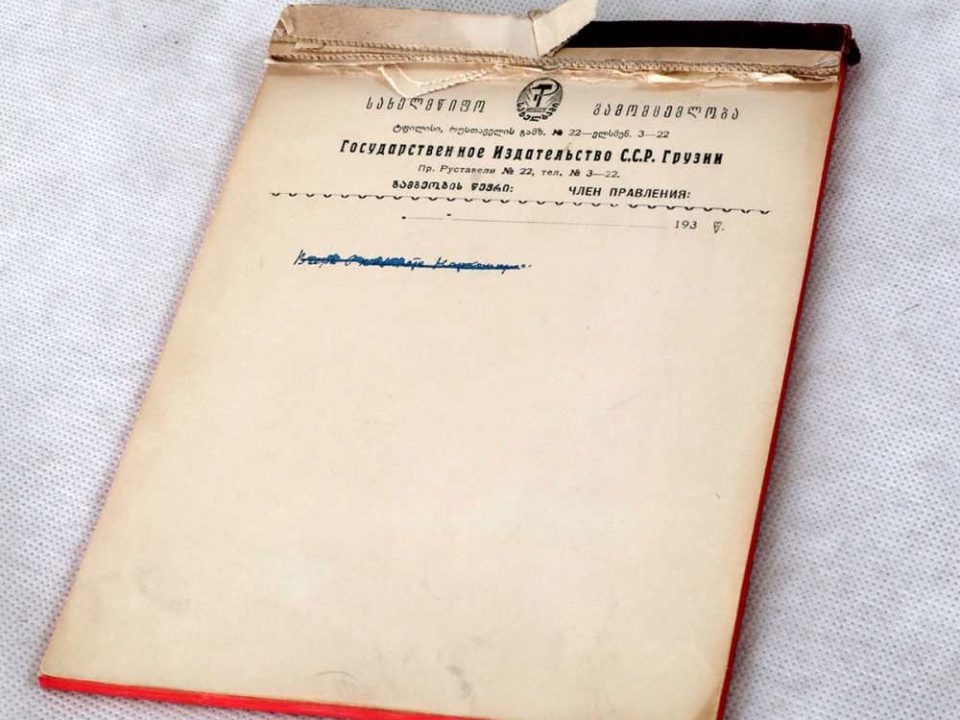 სახელმწიფო გამომცემლობა
ტფილისი, რუსთაველის გამზ. № 22—ელსმენ. 3—22
Государственное Издательство С.С.Р. Грузии
Пр. Руставели № 22, тел. № 3—22.
გამგეობის წევრი: ЧЛЕН ПРАВЛЕНИЯ:
193 წ.